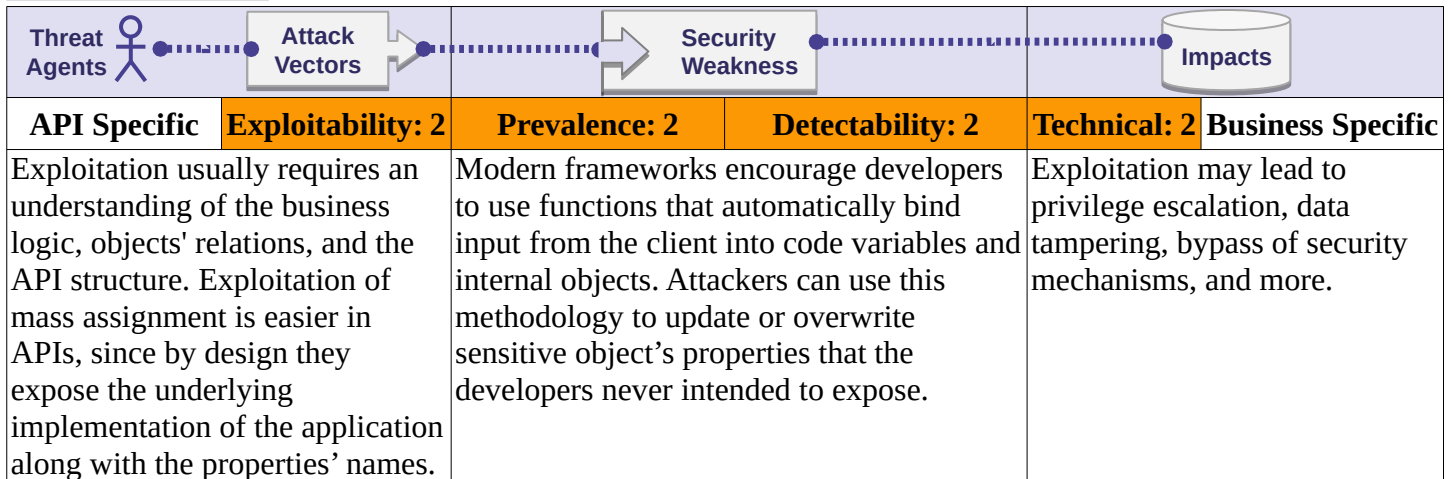 Threat
Agents
Attack
Vectors
Security
Weakness
Impacts
API Specific
Exploitability: 2
Prevalence: 2
Detectability: 2
Technical: 2
Business Specific
Exploitation usually requires an
understanding of the business
logic, objects' relations, and the
API structure. Exploitation of
mass assignment is easier in
APIs, since by design they
expose the underlying
implementation of the application
along with the properties’ names.
Modern frameworks encourage developers
to use functions that automatically bind
input from the client into code variables and
internal objects. Attackers can use this
methodology to update or overwrite
sensitive object’s properties that the
developers never intended to expose.
Exploitation may lead to
privilege escalation, data
tampering, bypass of security
mechanisms, and more.